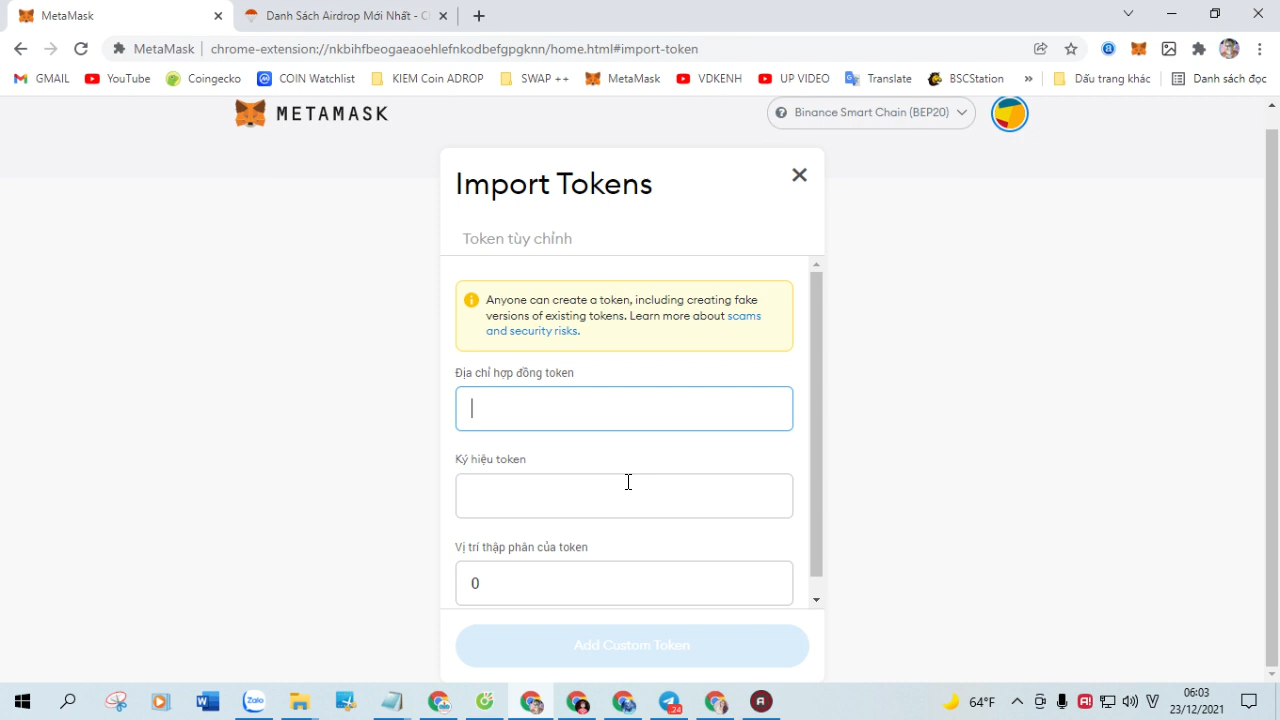 MetaMask
Danh Sách Airdrop Mới Nhất - C
MetaMask
chrome-extension://nkbihfbeogaeaoehlefnkodbefgpgknn/home.html#import-token
GMAIL
YouTube
Coingecko
COIN Watchlist
KIEM Coin ADROP
SWAP ++
MetaMask
VDKENH
UP VIDEO
Translate
BSCStation
»
Dấu trang khác
Danh sách đọc
METAMASK
Binance Smart Chain (BEP20)
Import Tokens
Token tùy chỉnh
Anyone can create a token, including creating fake
versions of existing tokens. Learn more about scams
and security risks.
Địa chỉ hợp đồng token
Ký hiệu token
Vị trí thập phân của token
0
Add Custom Token
Zalo
24
64°F
06:03
23/12/2021